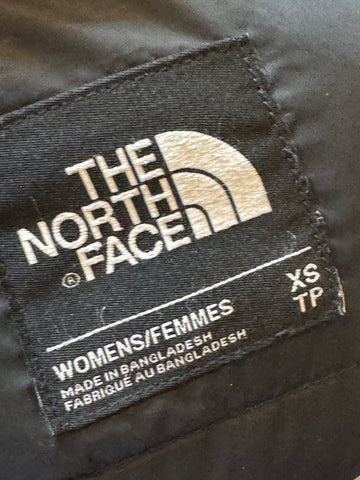 THE
NORTH
FACE
®
XS
TP
WOMENS/FEMMES
MADE IN BANGLADESH
FABRIQUÉ AU BANGLADESH